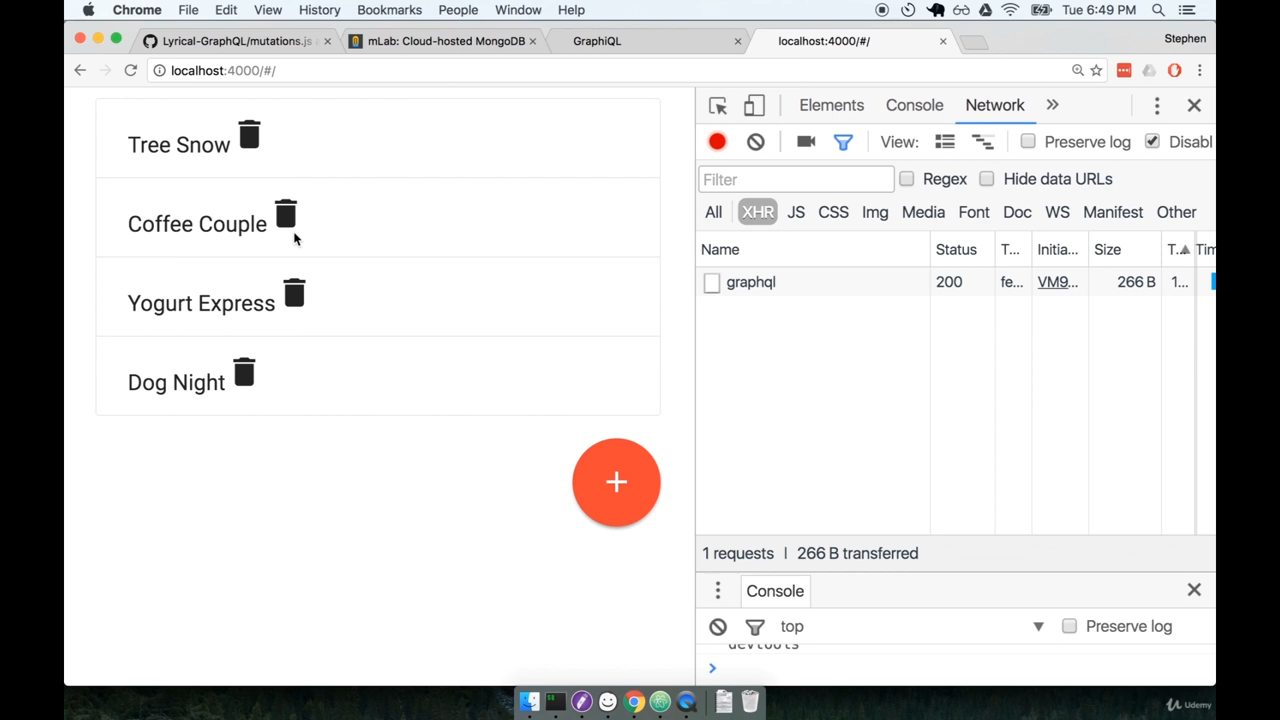 Chrome File Edit View History Bookmarks People Window Help Tue 6:49 PM
Lyrical-GraphQL/mutations.js a mLab: Cloud-hosted MongoDB GraphiQL localhost:4000/#/ Stephen
localhost:4000/#/
Elements Console Network
View: Preserve log Disabl
Filter Regex Hide data URLs
All XHR JS CSS Img Media Font Doc WS Manifest Other
Name Status T... Initia... Size T... Tim
graphql 200 fe... VM9... 266 B 1...
1 requests | 266 B transferred
Console
top Preserve log
devtools
Tree Snow
Coffee Couple
Yogurt Express
Dog Night
+
Udemy